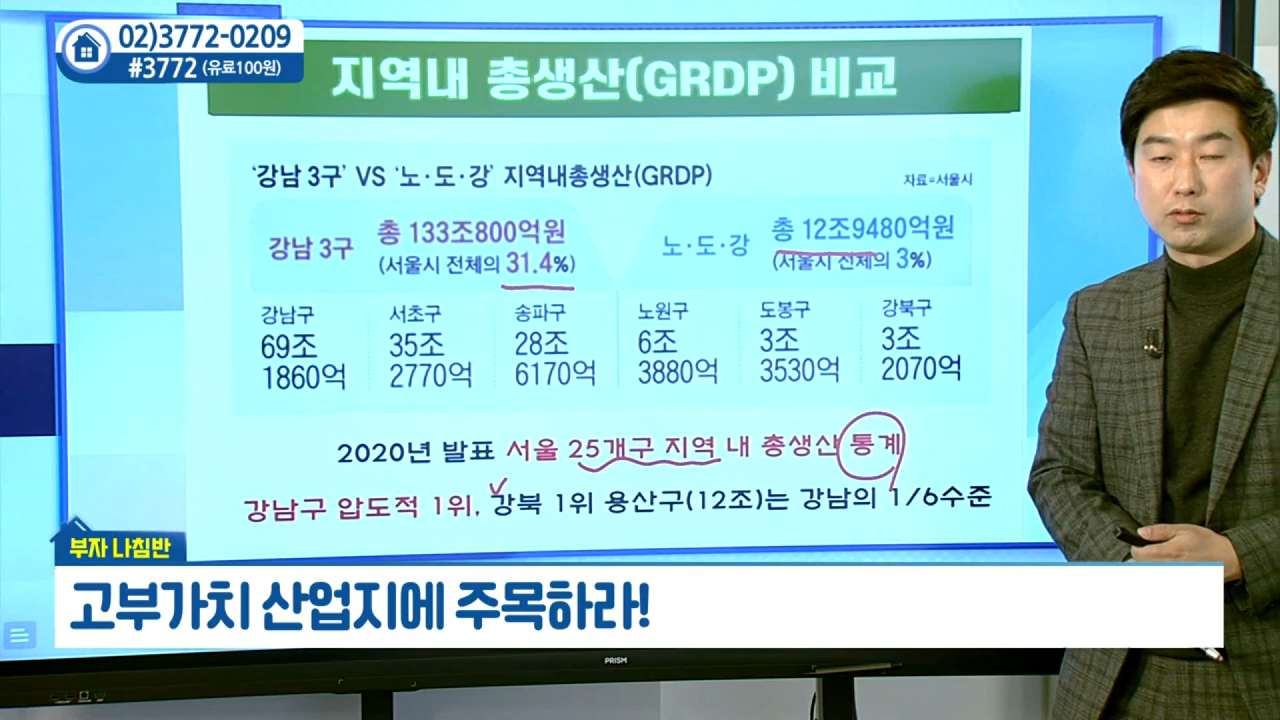 02)3772-0209
#3772 (유료100원)
지역내 총생산(GRDP) 비교
'강남 3구' VS '노·도·강' 지역내총생산(GRDP)
자료=서울시
강남 3구
총 133조800억원
(서울시 전체의 31.4%)
노·도·강
총 12조9480억원
(서울시 전체의 3%)
강남구
69조
1860억
서초구
35조
2770억
송파구
28조
6170억
노원구
6조
3880억
도봉구
3조
3530억
강북구
3조
2070억
2020년 발표 서울 25개구 지역 내 총생산 통계
강남구 압도적 1위, 강북 1위 용산구(12조)는 강남의 1/6수준
부자 나침반
고부가치 산업지에 주목하라!
PRISM